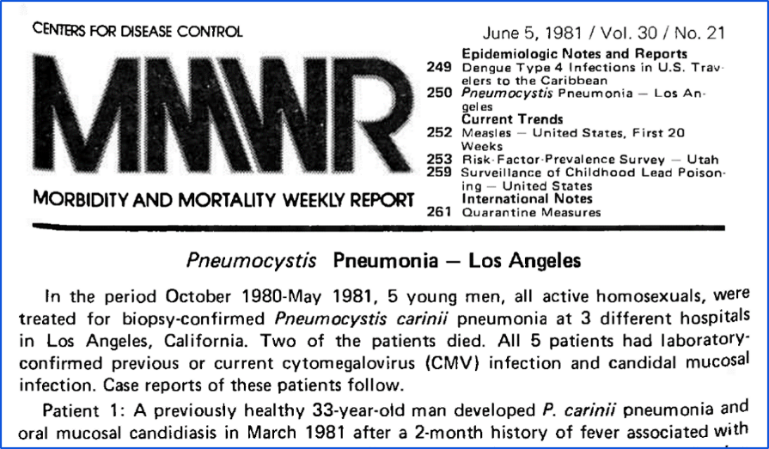 CENTERS FOR DISEASE CONTROL
June 5, 1981 / Vol. 30 / No. 21
MMWR
MORBIDITY AND MORTALITY WEEKLY REPORT
Epidemiologic Notes and Reports
249 Dengue Type 4 Infections in U.S. Trav-
elers to the Caribbean
250 Pneumocystis Pneumonia — Los An-
geles
Current Trends
252 Measles — United States, First 20
Weeks
253 Risk-Factor-Prevalence Survey — Utah
259 Surveillance of Childhood Lead Poison-
ing — United States
International Notes
261 Quarantine Measures
Pneumocystis Pneumonia — Los Angeles
In the period October 1980-May 1981, 5 young men, all active homosexuals, were
treated for biopsy-confirmed Pneumocystis carinii pneumonia at 3 different hospitals
in Los Angeles, California. Two of the patients died. All 5 patients had laboratory-
confirmed previous or current cytomegalovirus (CMV) infection and candidal mucosal
infection. Case reports of these patients follow.
Patient 1: A previously healthy 33-year-old man developed P. carinii pneumonia and
oral mucosal candidiasis in March 1981 after a 2-month history of fever associated with